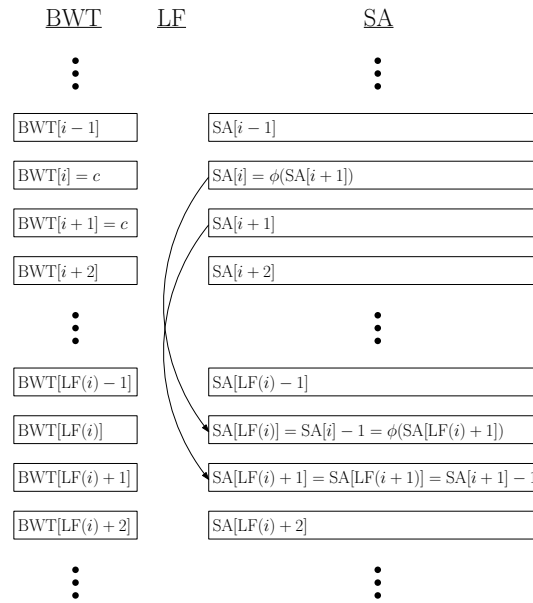 BWT LF SA
BWT[i − 1] SA[i − 1]
BWT[i] = c SA[i] = ϕ(SA[i + 1])
BWT[i + 1] = c SA[i + 1]
BWT[i + 2] SA[i + 2]
BWT[LF(i) − 1] SA[LF(i) − 1]
BWT[LF(i)] SA[LF(i)] = SA[i] − 1 = ϕ(SA[LF(i) + 1])
BWT[LF(i) + 1] SA[LF(i) + 1] = SA[LF(i + 1)] = SA[i + 1] − 1
BWT[LF(i) + 2] SA[LF(i) + 2]